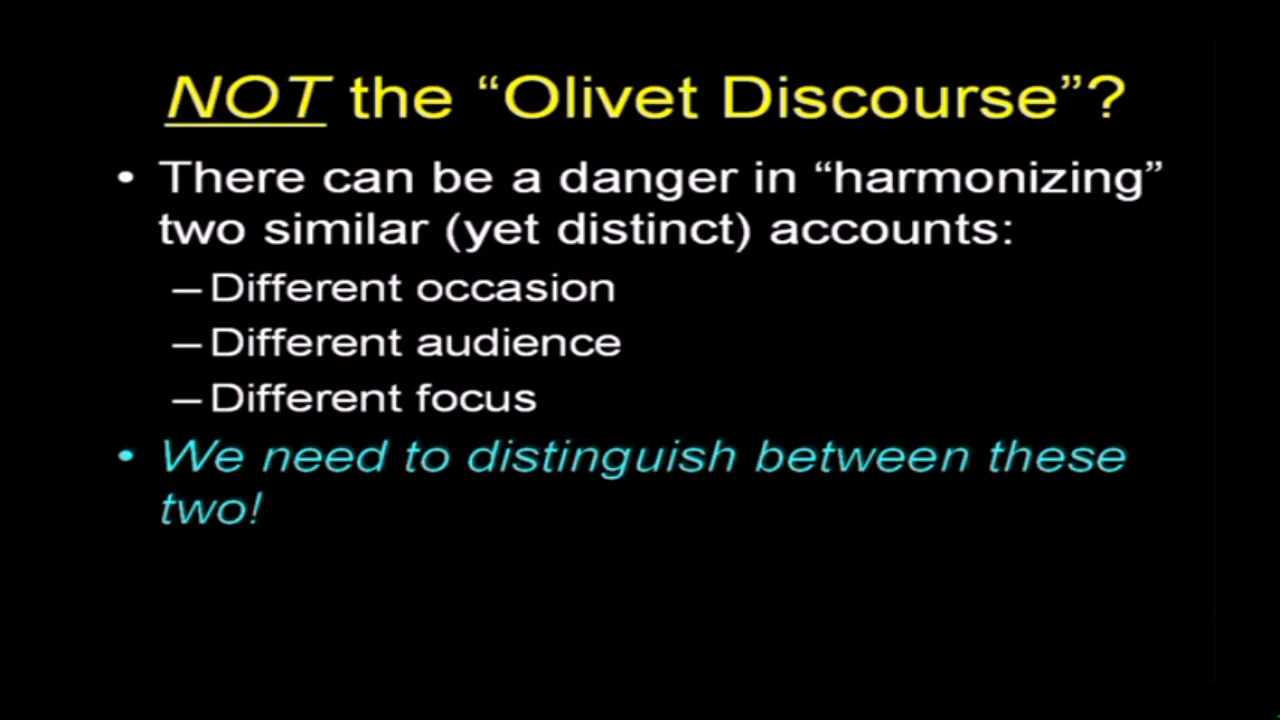 NOT the “Olivet Discourse”?
• There can be a danger in “harmonizing”
two similar (yet distinct) accounts:
– Different occasion
– Different audience
– Different focus
• We need to distinguish between these
two!